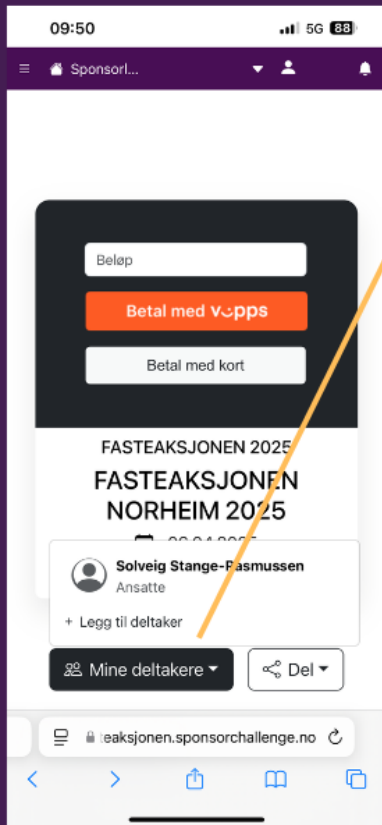 09:50
5G 88
Sponsorl...
Beløp
Betal med vipps
Betal med kort
FASTEAKSJONEN 2025
FASTEAKSJONEN
NORHEIM 2025
Solveig Stange-Rasmussen
Ansatte
+ Legg til deltaker
Mine deltakere
Del
eaksjonen.sponsorchallenge.no